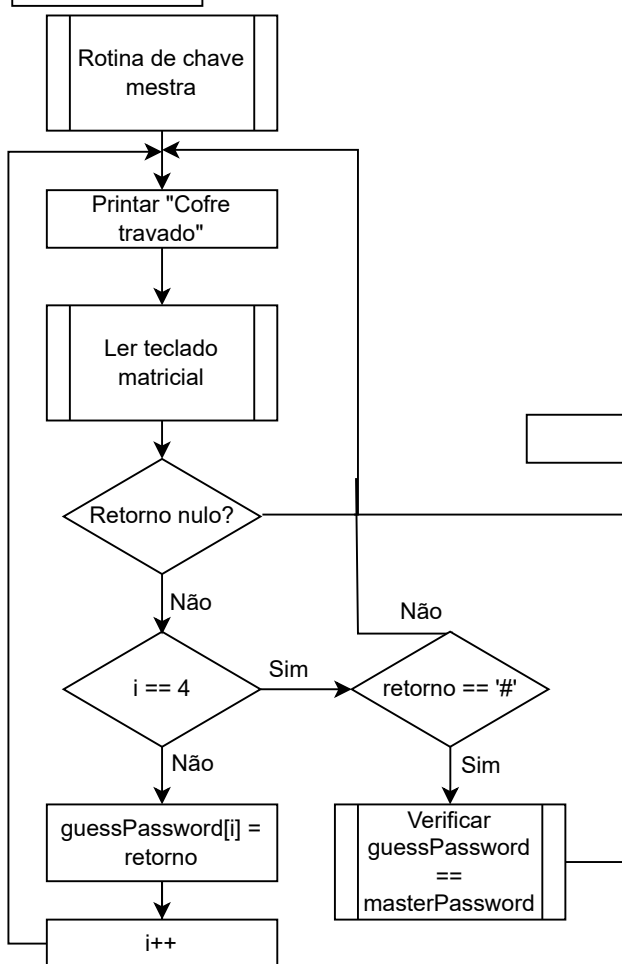 Rotina de chave
mestra
Printar "Cofre
travado"
Ler teclado
matricial
Retorno nulo?
Não
Não
i == 4
Sim
retorno == '#'
Não
Sim
guessPassword[i] =
retorno
Verificar
guessPassword
==
masterPassword
i++